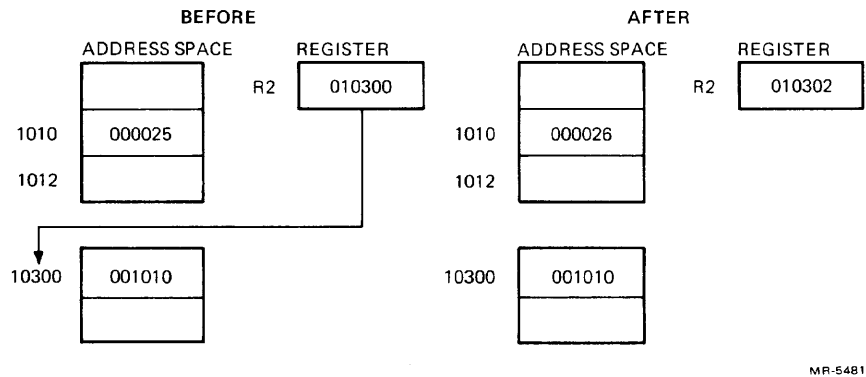 BEFORE AFTER
ADDRESS SPACE REGISTER ADDRESS SPACE REGISTER
R2 010300 R2 010302
1010 000025 1010 000026
1012 1012
10300 001010 10300 001010
MR-5481